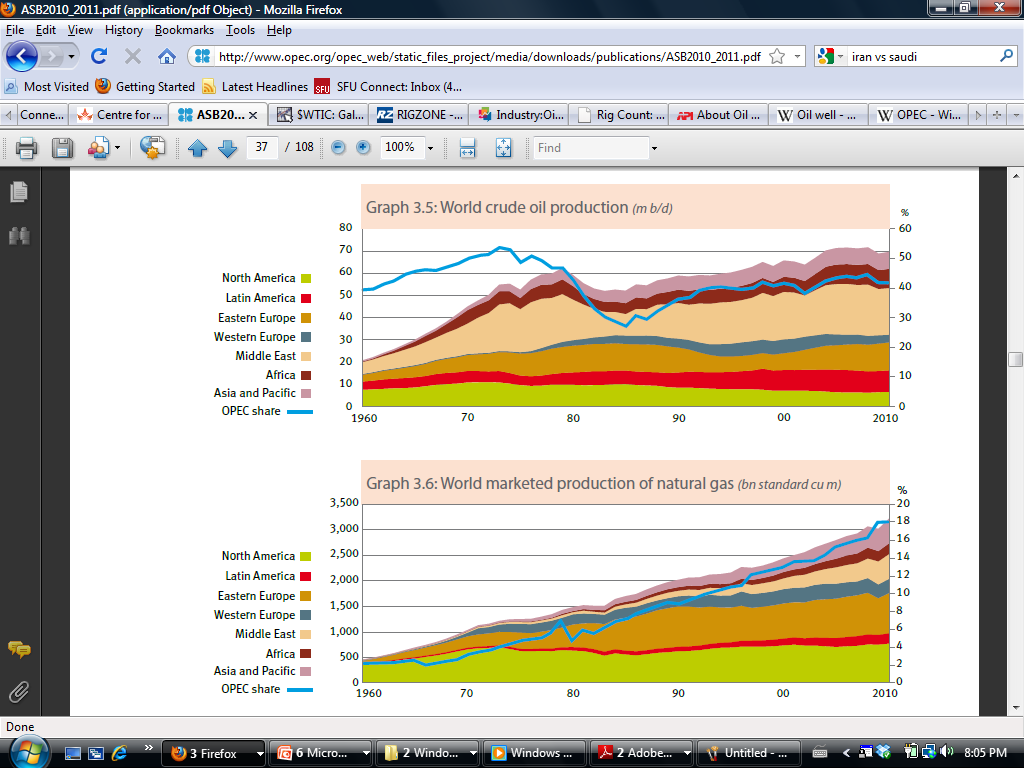 ASB2010_2011.pdf (application/pdf Object) - Mozilla Firefox
File Edit View History Bookmarks Tools Help
http://www.opec.org/opec_web/static_files_project/media/downloads/publications/ASB2010_2011.pdf iran vs saudi
Most Visited Getting Started Latest Headlines SFU SFU Connect: Inbox (4...
Conne... Centre for ... ASB20... $WTIC: Gal... RZ RIGZONE -... Industry:Oi... Rig Count: ... API About Oil ... W Oil well - ... W OPEC - Wi...
37 / 108 100% Find
Graph 3.5: World crude oil production (m b/d)
%
80 60
70
50
60
North America
50 40
Latin America
Eastern Europe
40 30
Western Europe
30
Middle East
20
20
Africa
10 10
Asia and Pacific
OPEC share
0 0
1960 70 80 90 00 2010
Graph 3.6: World marketed production of natural gas (bn standard cu m)
%
3,500 20
3,000 18
16
2,500
14
North America
2,000 12
Latin America
10
Eastern Europe
1,500
8
Western Europe
1,000 6
Middle East
Africa
4
500
Asia and Pacific
2
OPEC share
0 0
1960 70 80 90 00 2010
Done
3 Firefox 6 Micro... 2 Windo... Windows ... 2 Adobe... Untitled - ... 8:05 PM